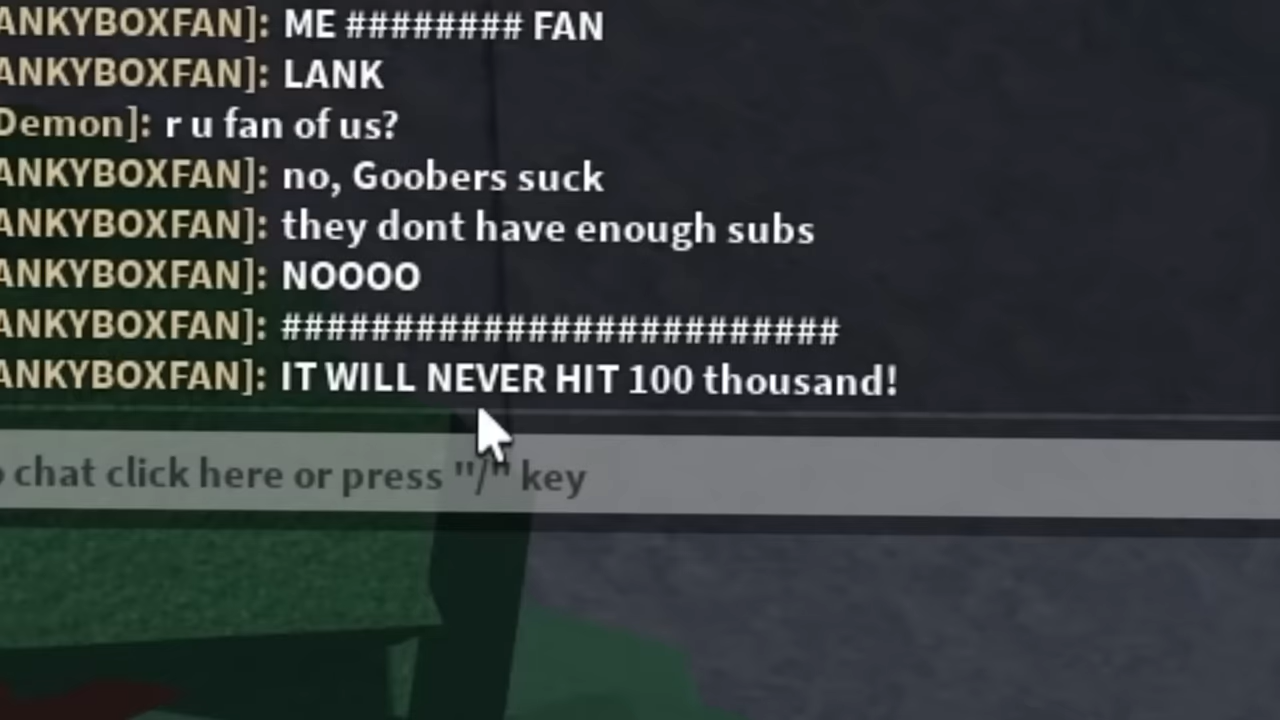 ANKYBOXFAN]: ME ######## FAN
ANKYBOXFAN]: LANK
Demon]: r u fan of us?
ANKYBOXFAN]: no, Goobers suck
ANKYBOXFAN]: they dont have enough subs
ANKYBOXFAN]: NOOOO
ANKYBOXFAN]: #########################
ANKYBOXFAN]: IT WILL NEVER HIT 100 thousand!
o chat click here or press "/" key